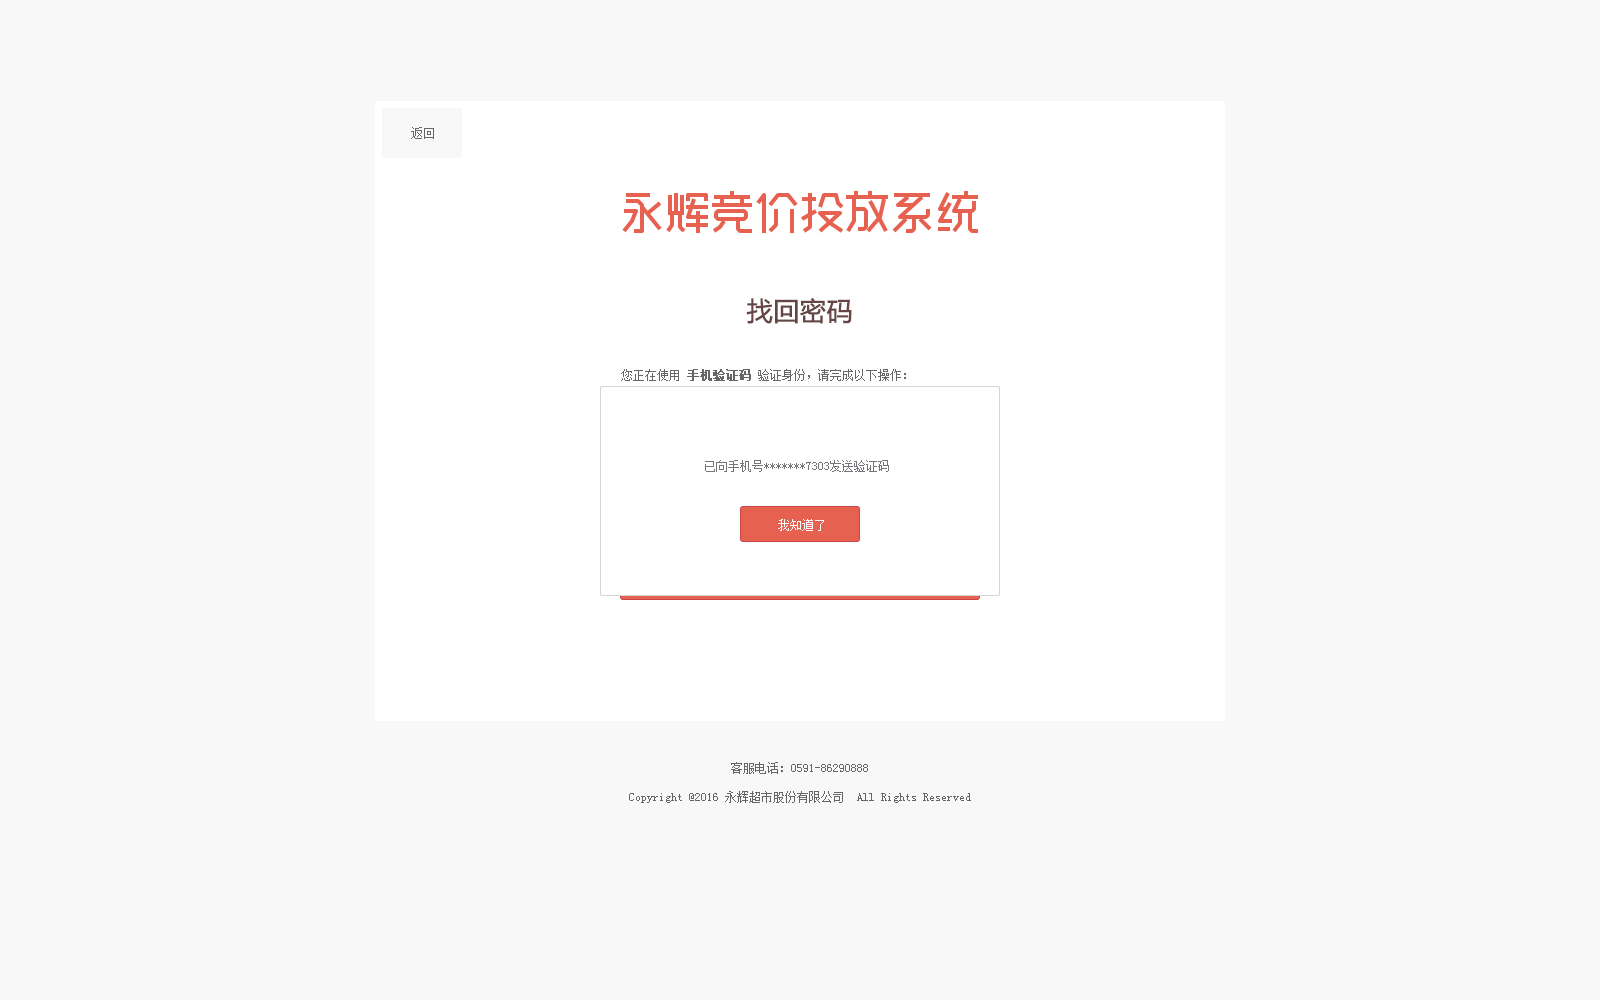 返回
永辉竞价投放系统
找回密码
您正在使用 手机验证码 验证身份，请完成以下操作：
已向手机号*******7303发送验证码
我知道了
客服电话：0591-86290888
Copyright @2016 永辉超市股份有限公司  All Rights Reserved